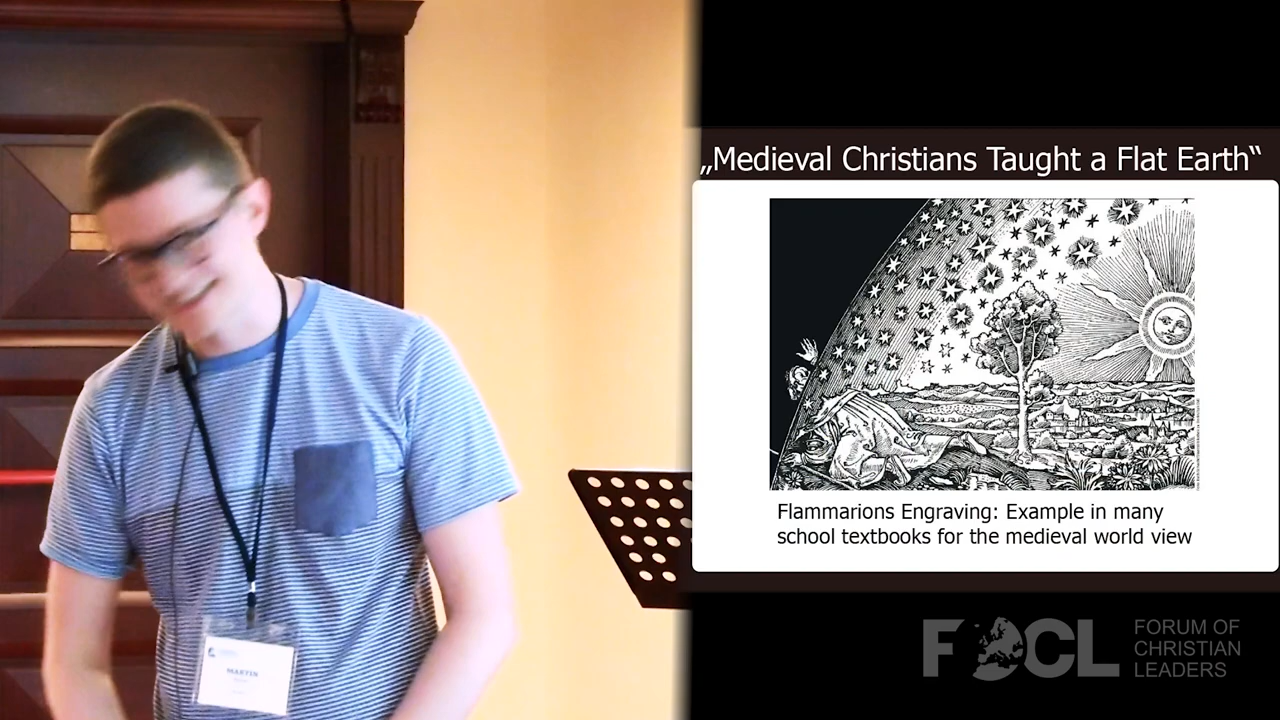 „Medieval Christians Taught a Flat Earth“
Flammarions Engraving: Example in many
school textbooks for the medieval world view
MARTIN
FOCL
FORUM OF
CHRISTIAN
LEADERS